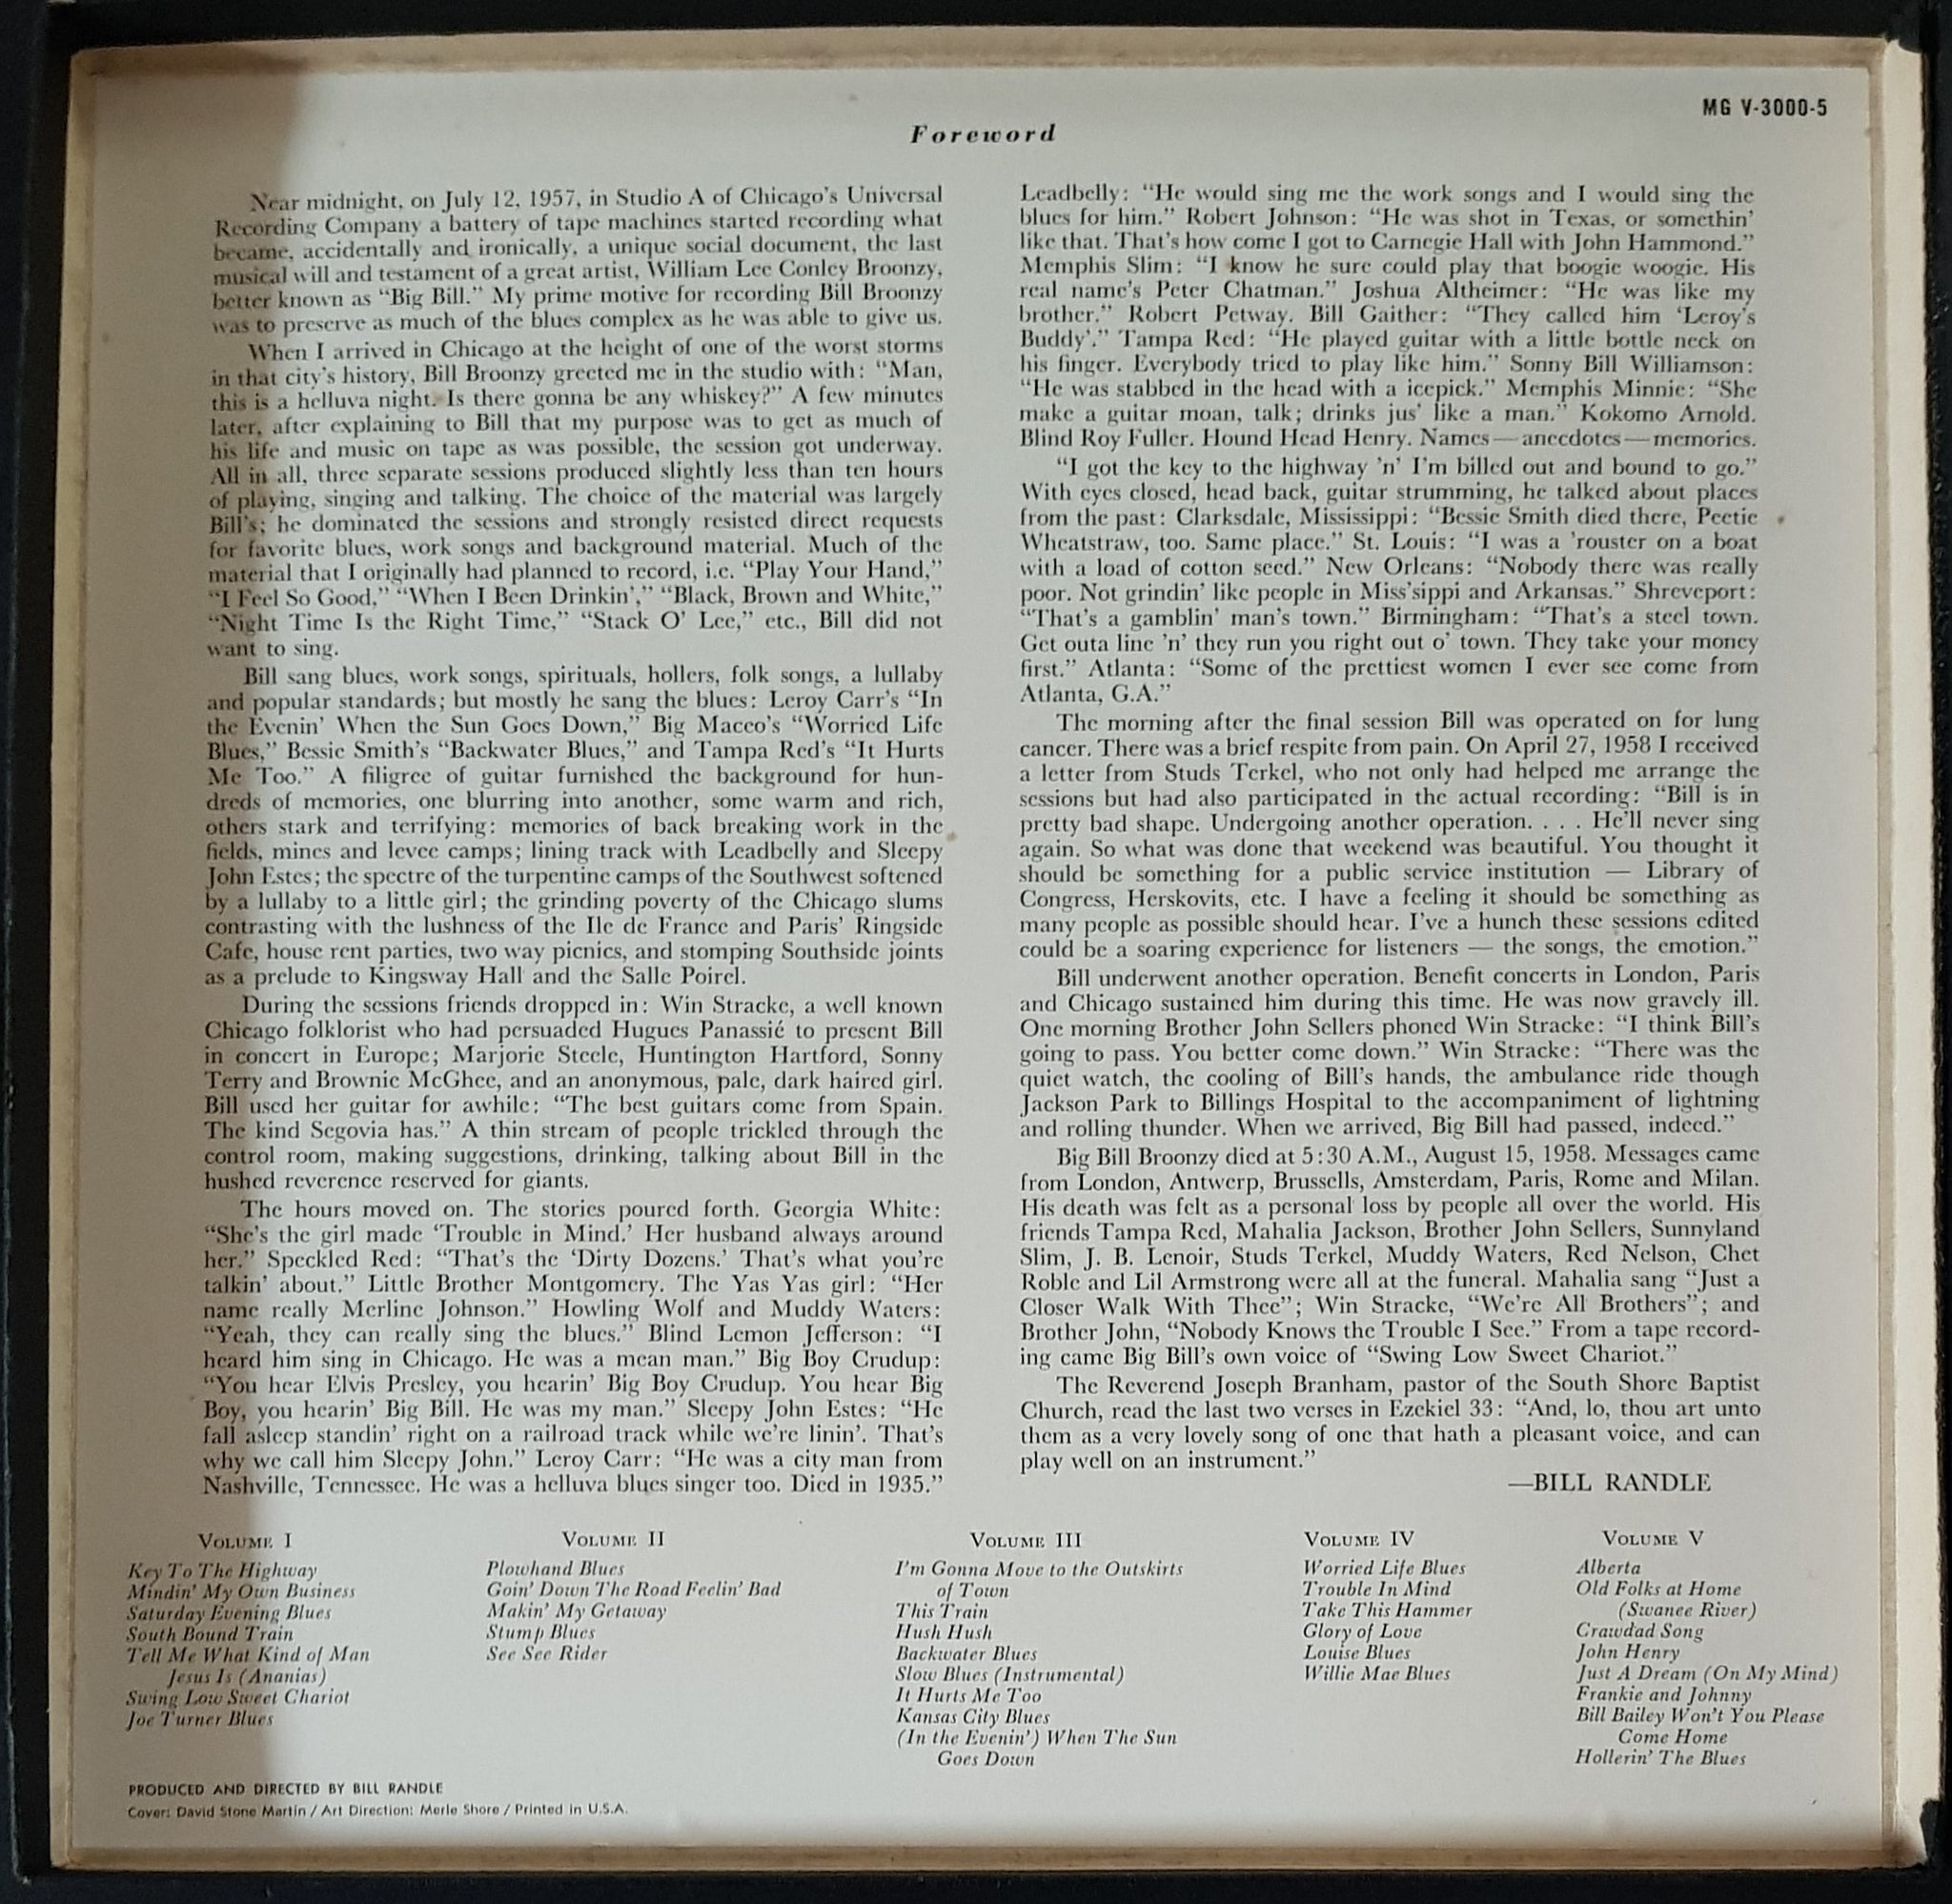 MG V-3000-5
Foreword
Near midnight, on July 12, 1957, in Studio A of Chicago's Universal
Recording Company a battery of tape machines started recording what
became, accidentally and ironically, a unique social document, the last
musical will and testament of a great artist, William Lee Conley Broonzy,
better known as “Big Bill.” My prime motive for recording Bill Broonzy
was to preserve as much of the blues complex as he was able to give us.
When I arrived in Chicago at the height of one of the worst storms
in that city's history, Bill Broonzy greeted me in the studio with: “Man,
this is a helluva night. Is there gonna be any whiskey?” A few minutes
later, after explaining to Bill that my purpose was to get as much of
his life and music on tape as was possible, the session got underway.
All in all, three separate sessions produced slightly less than ten hours
of playing, singing and talking. The choice of the material was largely
Bill's; he dominated the sessions and strongly resisted direct requests
for favorite blues, work songs and background material. Much of the
material that I originally had planned to record, i.e. “Play Your Hand,”
“I Feel So Good,” “When I Been Drinkin',” “Black, Brown and White,”
“Night Time Is the Right Time,” “Stack O' Lee,” etc., Bill did not
want to sing.
Bill sang blues, work songs, spirituals, hollers, folk songs, a lullaby
and popular standards; but mostly he sang the blues: Leroy Carr's “In
the Evenin' When the Sun Goes Down,” Big Maceo's “Worried Life
Blues,” Bessie Smith's “Backwater Blues,” and Tampa Red's “It Hurts
Me Too.” A filigree of guitar furnished the background for hun-
dreds of memories, one blurring into another, some warm and rich,
others stark and terrifying: memories of back breaking work in the
fields, mines and levee camps; lining track with Leadbelly and Sleepy
John Estes; the spectre of the turpentine camps of the Southwest softened
by a lullaby to a little girl; the grinding poverty of the Chicago slums
contrasting with the lushness of the Ile de France and Paris' Ringside
Cafe, house rent parties, two way picnics, and stomping Southside joints
as a prelude to Kingsway Hall and the Salle Poirel.
During the sessions friends dropped in: Win Stracke, a well known
Chicago folklorist who had persuaded Hugues Panassié to present Bill
in concert in Europe; Marjorie Steele, Huntington Hartford, Sonny
Terry and Brownie McGhee, and an anonymous, pale, dark haired girl.
Bill used her guitar for awhile: “The best guitars come from Spain.
The kind Segovia has.” A thin stream of people trickled through the
control room, making suggestions, drinking, talking about Bill in the
hushed reverence reserved for giants.
The hours moved on. The stories poured forth. Georgia White:
“She's the girl made ‘Trouble in Mind.’ Her husband always around
her.” Speckled Red: “That's the ‘Dirty Dozens.’ That's what you're
talkin' about.” Little Brother Montgomery. The Yas Yas girl: “Her
name really Merline Johnson.” Howling Wolf and Muddy Waters:
“Yeah, they can really sing the blues.” Blind Lemon Jefferson: “I
heard him sing in Chicago. He was a mean man.” Big Boy Crudup:
“You hear Elvis Presley, you hearin' Big Boy Crudup. You hear Big
Boy, you hearin' Big Bill. He was my man.” Sleepy John Estes: “He
fall asleep standin' right on a railroad track while we're linin'. That's
why we call him Sleepy John.” Leroy Carr: “He was a city man from
Nashville, Tennessee. He was a helluva blues singer too. Died in 1935.”
Leadbelly: “He would sing me the work songs and I would sing the
blues for him.” Robert Johnson: “He was shot in Texas, or somethin'
like that. That's how come I got to Carnegie Hall with John Hammond.”
Memphis Slim: “I know he sure could play that boogie woogie. His
real name's Peter Chatman.” Joshua Altheimer: “He was like my
brother.” Robert Petway. Bill Gaither: “They called him ‘Leroy's
Buddy’.” Tampa Red: “He played guitar with a little bottle neck on
his finger. Everybody tried to play like him.” Sonny Bill Williamson:
“He was stabbed in the head with a icepick.” Memphis Minnie: “She
make a guitar moan, talk; drinks jus' like a man.” Kokomo Arnold.
Blind Roy Fuller. Hound Head Henry. Names—anecdotes—memories.
“I got the key to the highway 'n' I'm billed out and bound to go.”
With eyes closed, head back, guitar strumming, he talked about places
from the past: Clarksdale, Mississippi: “Bessie Smith died there, Peetie
Wheatstraw, too. Same place.” St. Louis: “I was a 'rouster on a boat
with a load of cotton seed.” New Orleans: “Nobody there was really
poor. Not grindin' like people in Miss'sippi and Arkansas.” Shreveport:
“That's a gamblin' man's town.” Birmingham: “That's a steel town.
Get outa line 'n' they run you right out o' town. They take your money
first.” Atlanta: “Some of the prettiest women I ever see come from
Atlanta, G.A.”
The morning after the final session Bill was operated on for lung
cancer. There was a brief respite from pain. On April 27, 1958 I received
a letter from Studs Terkel, who not only had helped me arrange the
sessions but had also participated in the actual recording: “Bill is in
pretty bad shape. Undergoing another operation. . . . He'll never sing
again. So what was done that weekend was beautiful. You thought it
should be something for a public service institution — Library of
Congress, Herskovits, etc. I have a feeling it should be something as
many people as possible should hear. I've a hunch these sessions edited
could be a soaring experience for listeners — the songs, the emotion.”
Bill underwent another operation. Benefit concerts in London, Paris
and Chicago sustained him during this time. He was now gravely ill.
One morning Brother John Sellers phoned Win Stracke: “I think Bill's
going to pass. You better come down.” Win Stracke: “There was the
quiet watch, the cooling of Bill's hands, the ambulance ride though
Jackson Park to Billings Hospital to the accompaniment of lightning
and rolling thunder. When we arrived, Big Bill had passed, indeed.”
Big Bill Broonzy died at 5:30 A.M., August 15, 1958. Messages came
from London, Antwerp, Brussells, Amsterdam, Paris, Rome and Milan.
His death was felt as a personal loss by people all over the world. His
friends Tampa Red, Mahalia Jackson, Brother John Sellers, Sunnyland
Slim, J. B. Lenoir, Studs Terkel, Muddy Waters, Red Nelson, Chet
Roble and Lil Armstrong were all at the funeral. Mahalia sang “Just a
Closer Walk With Thee”; Win Stracke, “We're All Brothers”; and
Brother John, “Nobody Knows the Trouble I See.” From a tape record-
ing came Big Bill's own voice of “Swing Low Sweet Chariot.”
The Reverend Joseph Branham, pastor of the South Shore Baptist
Church, read the last two verses in Ezekiel 33: “And, lo, thou art unto
them as a very lovely song of one that hath a pleasant voice, and can
play well on an instrument.”
—BILL RANDLE
VOLUME I
Key To The Highway
Mindin' My Own Business
Saturday Evening Blues
South Bound Train
Tell Me What Kind of Man
Jesus Is (Ananias)
Swing Low Sweet Chariot
Joe Turner Blues
VOLUME II
Plowhand Blues
Goin' Down The Road Feelin' Bad
Makin' My Getaway
Stump Blues
See See Rider
VOLUME III
I'm Gonna Move to the Outskirts
of Town
This Train
Hush Hush
Backwater Blues
Slow Blues (Instrumental)
It Hurts Me Too
Kansas City Blues
(In the Evenin') When The Sun
Goes Down
VOLUME IV
Worried Life Blues
Trouble In Mind
Take This Hammer
Glory of Love
Louise Blues
Willie Mae Blues
VOLUME V
Alberta
Old Folks at Home
(Swanee River)
Crawdad Song
John Henry
Just A Dream (On My Mind)
Frankie and Johnny
Bill Bailey Won't You Please
Come Home
Hollerin' The Blues
PRODUCED AND DIRECTED BY BILL RANDLE
Cover: David Stone Martin / Art Direction: Merle Shore / Printed in U.S.A.